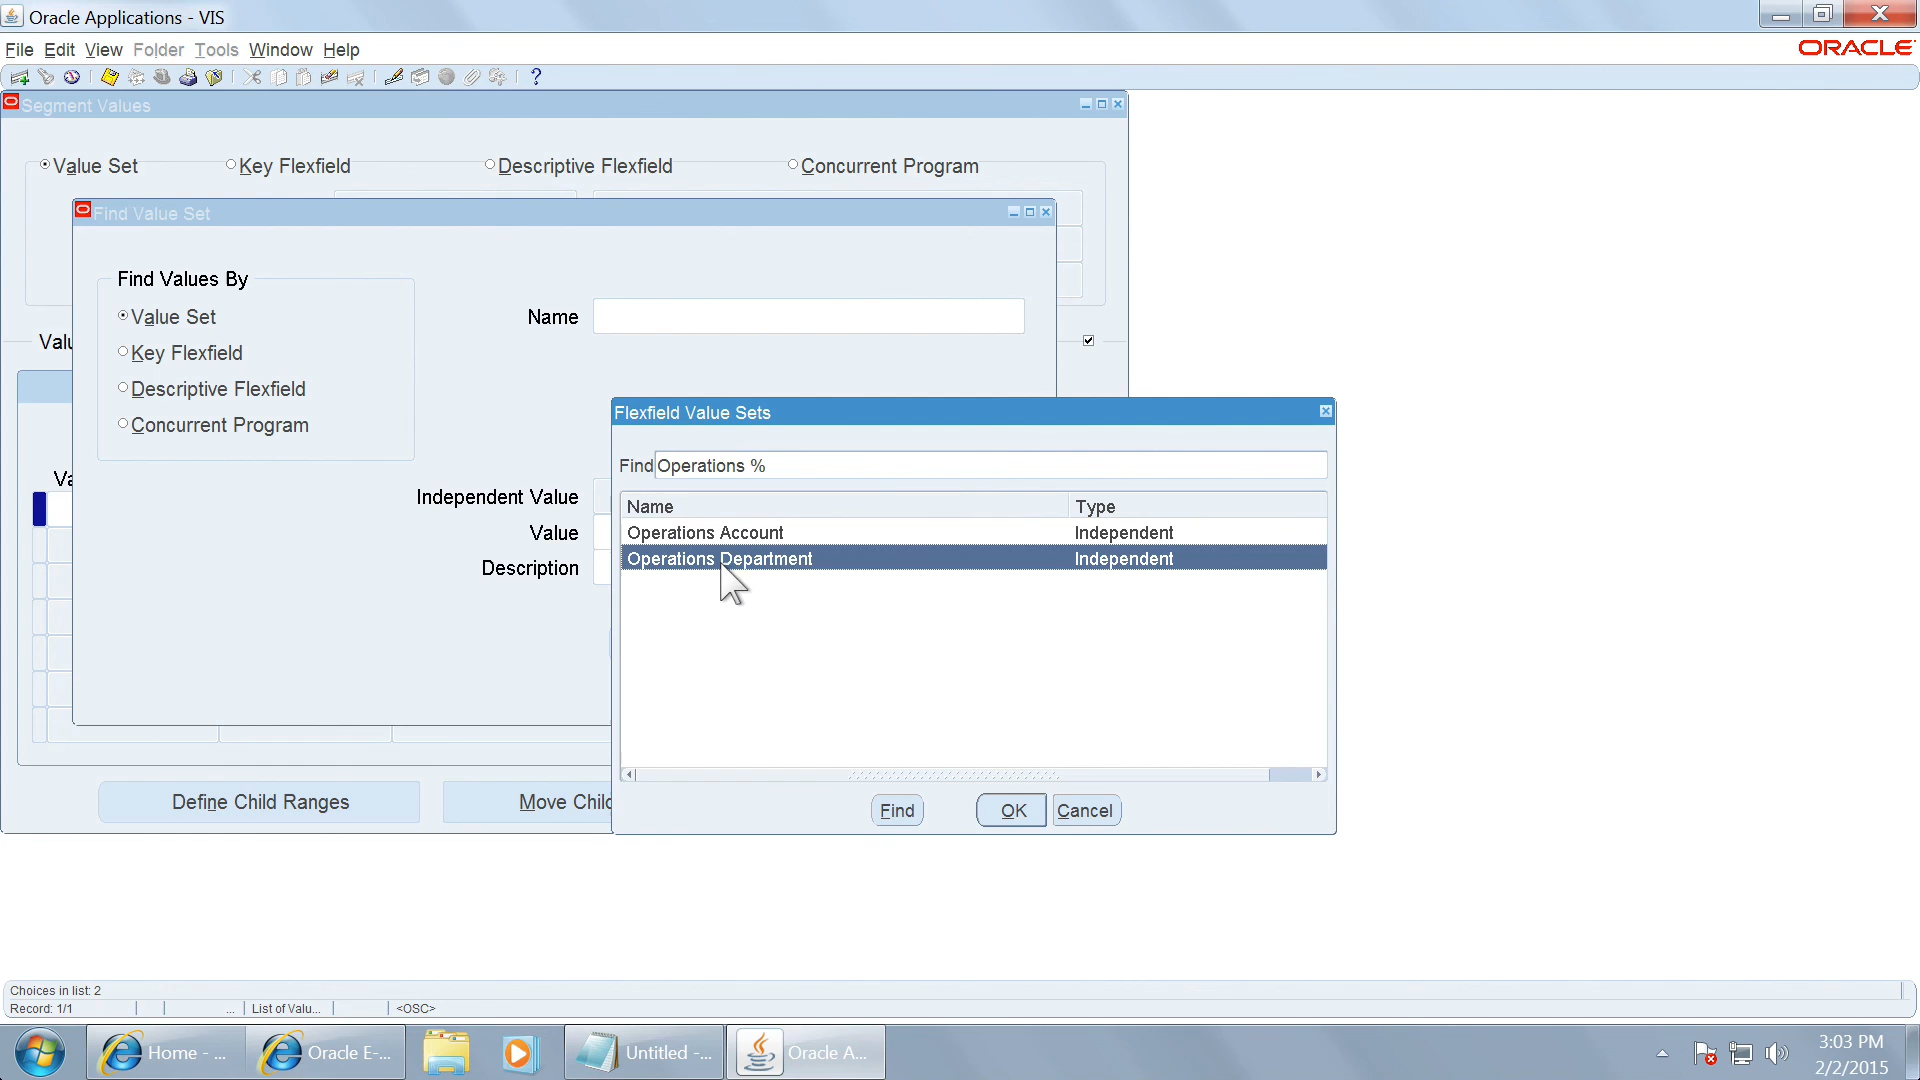 Oracle Applications - VIS
File Edit View Folder Tools Window Help
ORACLE
?
Segment Values
Value Set Key Flexfield Descriptive Flexfield Concurrent Program
Find Value Set
Find Values By
Value Set
Key Flexfield
Descriptive Flexfield
Concurrent Program
Name
Independent Value
Value
Description
Flexfield Value Sets
Find Operations %
Name Type
Operations Account Independent
Operations Department Independent
Find OK Cancel
Define Child Ranges
Choices in list: 2
Record: 1/1 ... List of Valu... <OSC>
Home - ... Oracle E-... Untitled -... Oracle A...
3:03 PM
2/2/2015